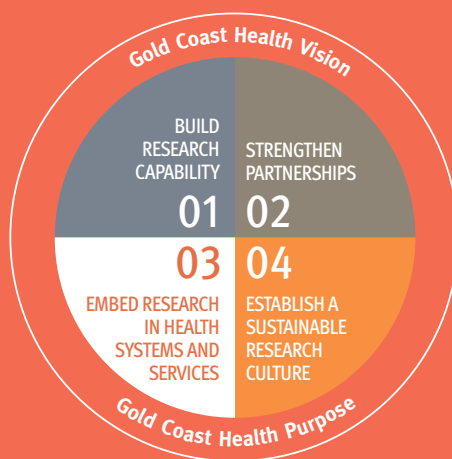 Gold Coast Health Vision
BUILD
RESEARCH
CAPABILITY
01
STRENGTHEN
PARTNERSHIPS
02
03
EMBED RESEARCH
IN HEALTH
SYSTEMS AND
SERVICES
04
ESTABLISH A
SUSTAINABLE
RESEARCH
CULTURE
Gold Coast Health Purpose